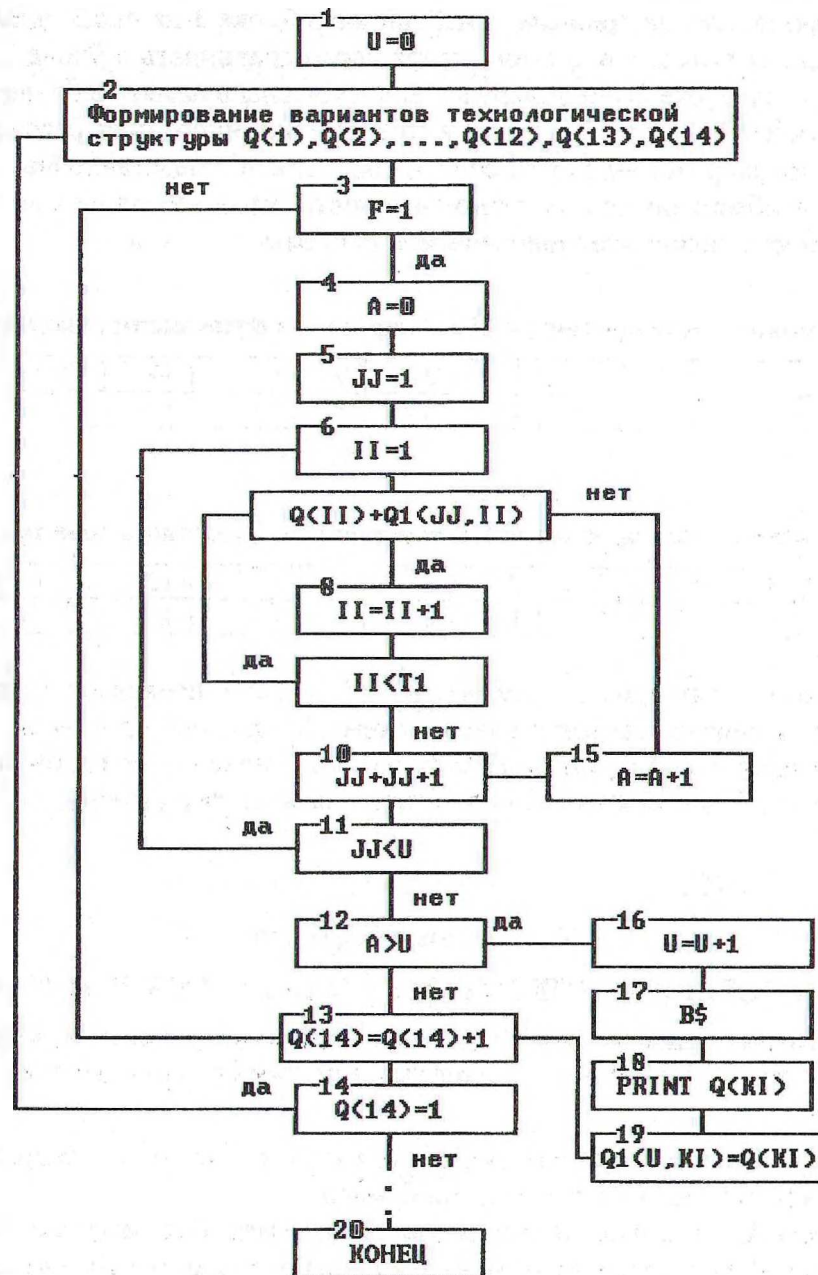 1
U=0
2
Формирование вариантов технологической
структуры Q(1),Q(2),....,Q(12),Q(13),Q(14)
нет
3
F=1
да
4
A=0
5
JJ=1
6
II=1
Q(II)+Q1(JJ,II)
нет
да
8
II=II+1
да
II<T1
нет
10
JJ+JJ+1
15
A=A+1
да
11
JJ<U
нет
12
A>U
да
16
U=U+1
нет
17
B$
13
Q(14)=Q(14)+1
18
PRINT Q(KI)
да
14
Q(14)=1
19
Q1(U,KI)=Q(KI)
нет
20
КОНЕЦ